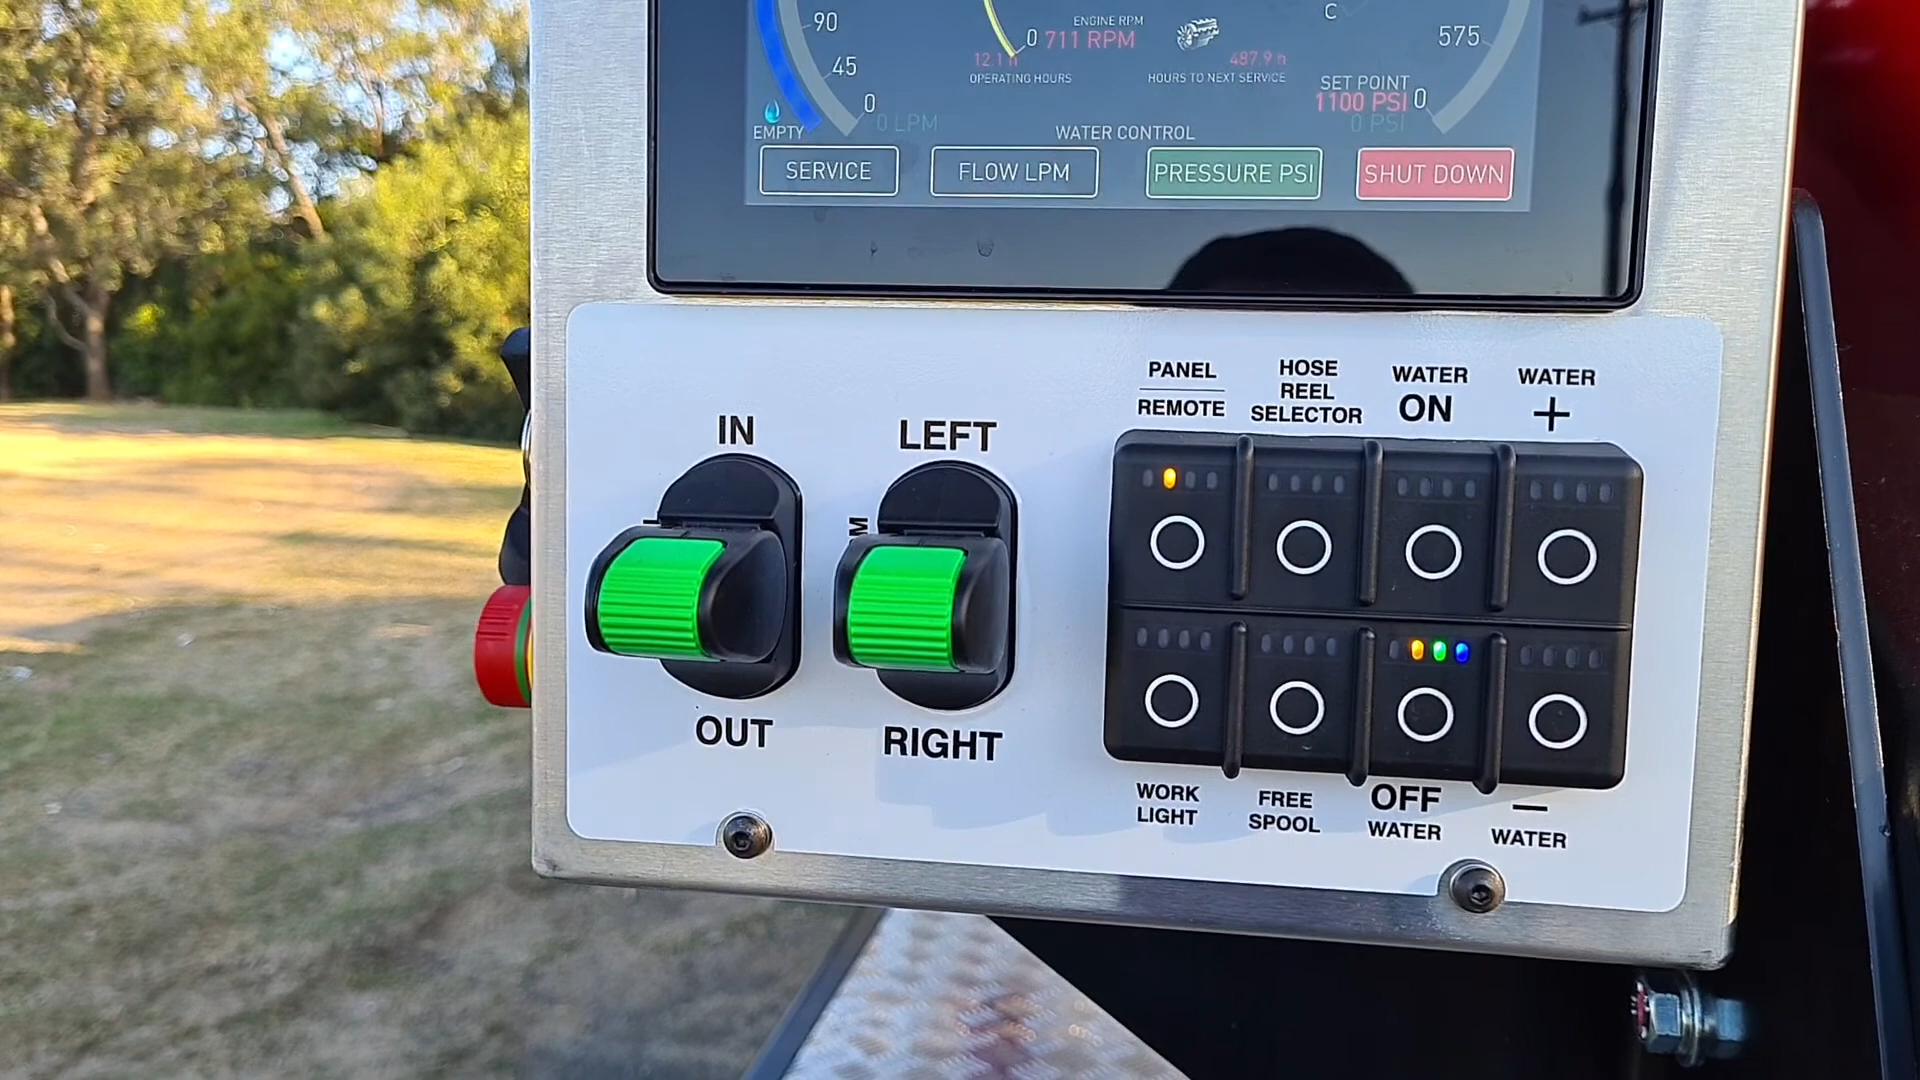 90
45
0
0 LPM
EMPTY
0
ENGINE RPM
711 RPM
12.1 h
OPERATING HOURS
487.9 h
HOURS TO NEXT SERVICE
C
575
SET POINT
1100 PSI
0
0 PSI
WATER CONTROL
SERVICE
FLOW LPM
PRESSURE PSI
SHUT DOWN
IN
OUT
LEFT
M
RIGHT
PANEL
REMOTE
HOSE
REEL
SELECTOR
WATER
ON
WATER
+
WORK
LIGHT
FREE
SPOOL
OFF
WATER
–
WATER